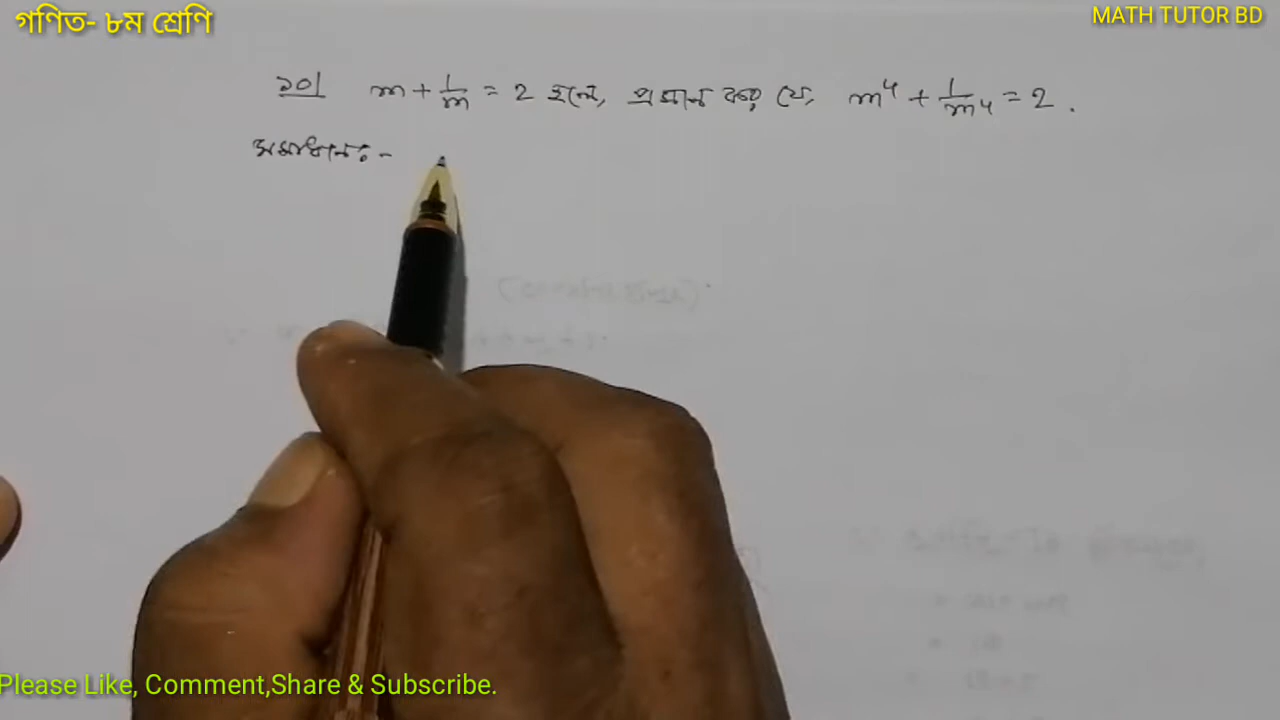 গণিত- ৮ম শ্রেণি
MATH TUTOR BD
১০। m + 1/m = 2 হলে, প্রমাণ কর যে, m⁴ + 1/m⁴ = 2.
সমাধানঃ-
Please Like, Comment,Share & Subscribe.